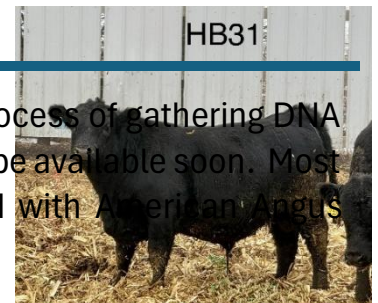 HB31
ocess of gathering DNA
be available soon. Most
with American Angus